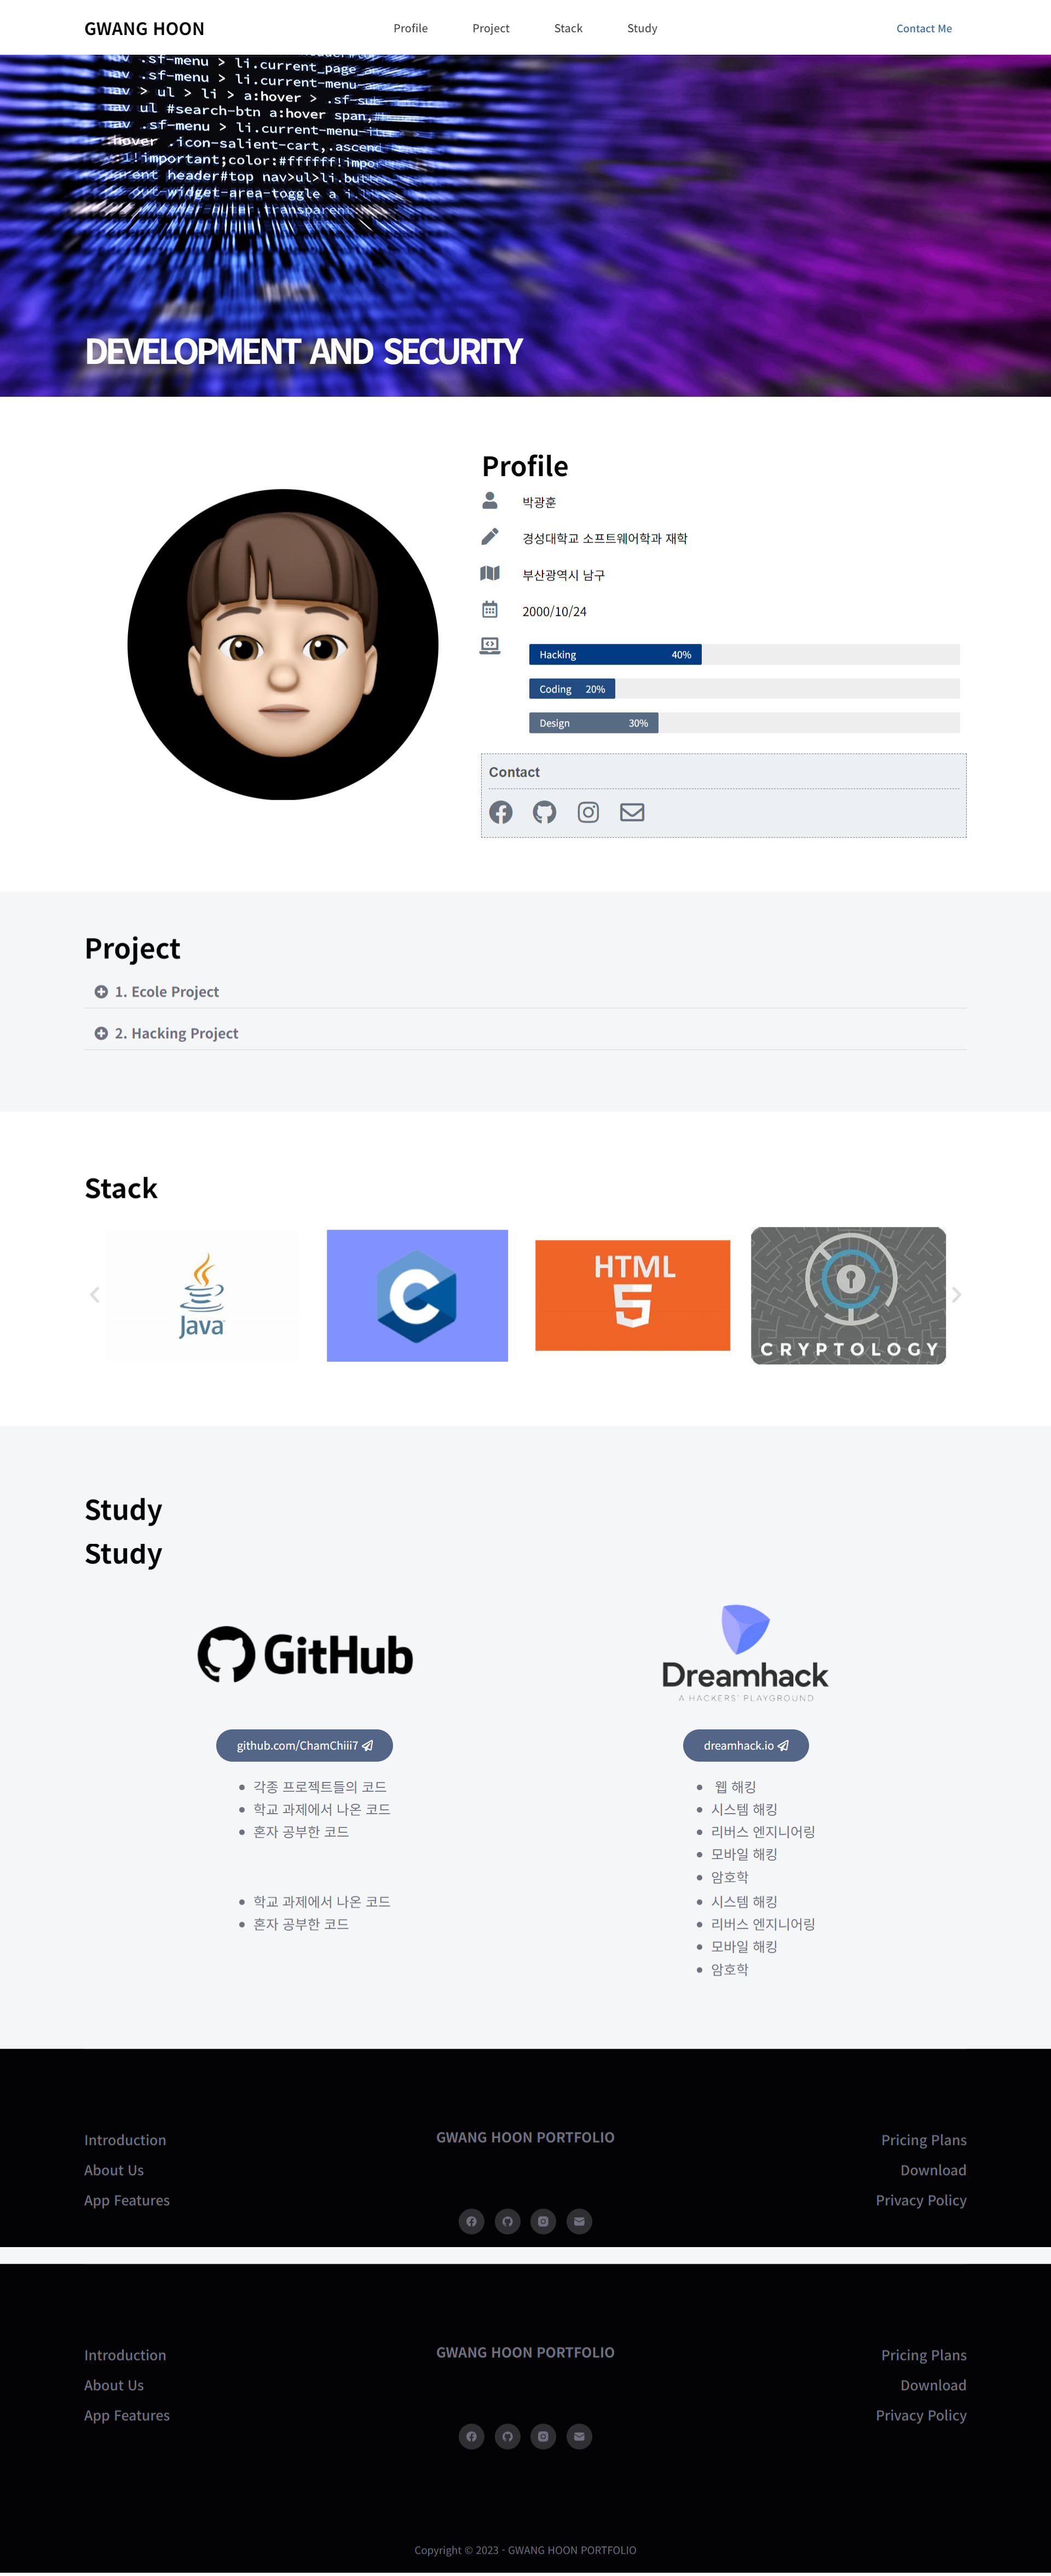 GWANG HOON
Profile
Project
Stack
Study
Contact Me
.sf-menu > li.current_page
nav .sf-menu > li.current-menu-
nav > ul > li > a:hover > .sf-sub
nav ul #search-btn a:hover span,#
nav .sf-menu > li.current-menu-
:hover .icon-salient-cart,.ascend
!important;color:#ffffff!impo
header#top nav>ul>li.bu
-widget-area-toggle a
transparent
DEVELOPMENT AND SECURITY
Profile
박광훈
경성대학교 소프트웨어학과 재학
부산광역시 남구
2000/10/24
Hacking 40%
Coding 20%
Design 30%
Contact
Project
1. Ecole Project
2. Hacking Project
Stack
Java
C
HTML
5
CRYPTOLOGY
Study
Study
GitHub
Dreamhack
A HACKERS' PLAYGROUND
github.com/ChamChiii7
dreamhack.io
각종 프로젝트들의 코드
학교 과제에서 나온 코드
혼자 공부한 코드
학교 과제에서 나온 코드
혼자 공부한 코드
웹 해킹
시스템 해킹
리버스 엔지니어링
모바일 해킹
암호학
시스템 해킹
리버스 엔지니어링
모바일 해킹
암호학
Introduction
About Us
App Features
GWANG HOON PORTFOLIO
Pricing Plans
Download
Privacy Policy
Introduction
About Us
App Features
GWANG HOON PORTFOLIO
Pricing Plans
Download
Privacy Policy
Copyright © 2023 - GWANG HOON PORTFOLIO